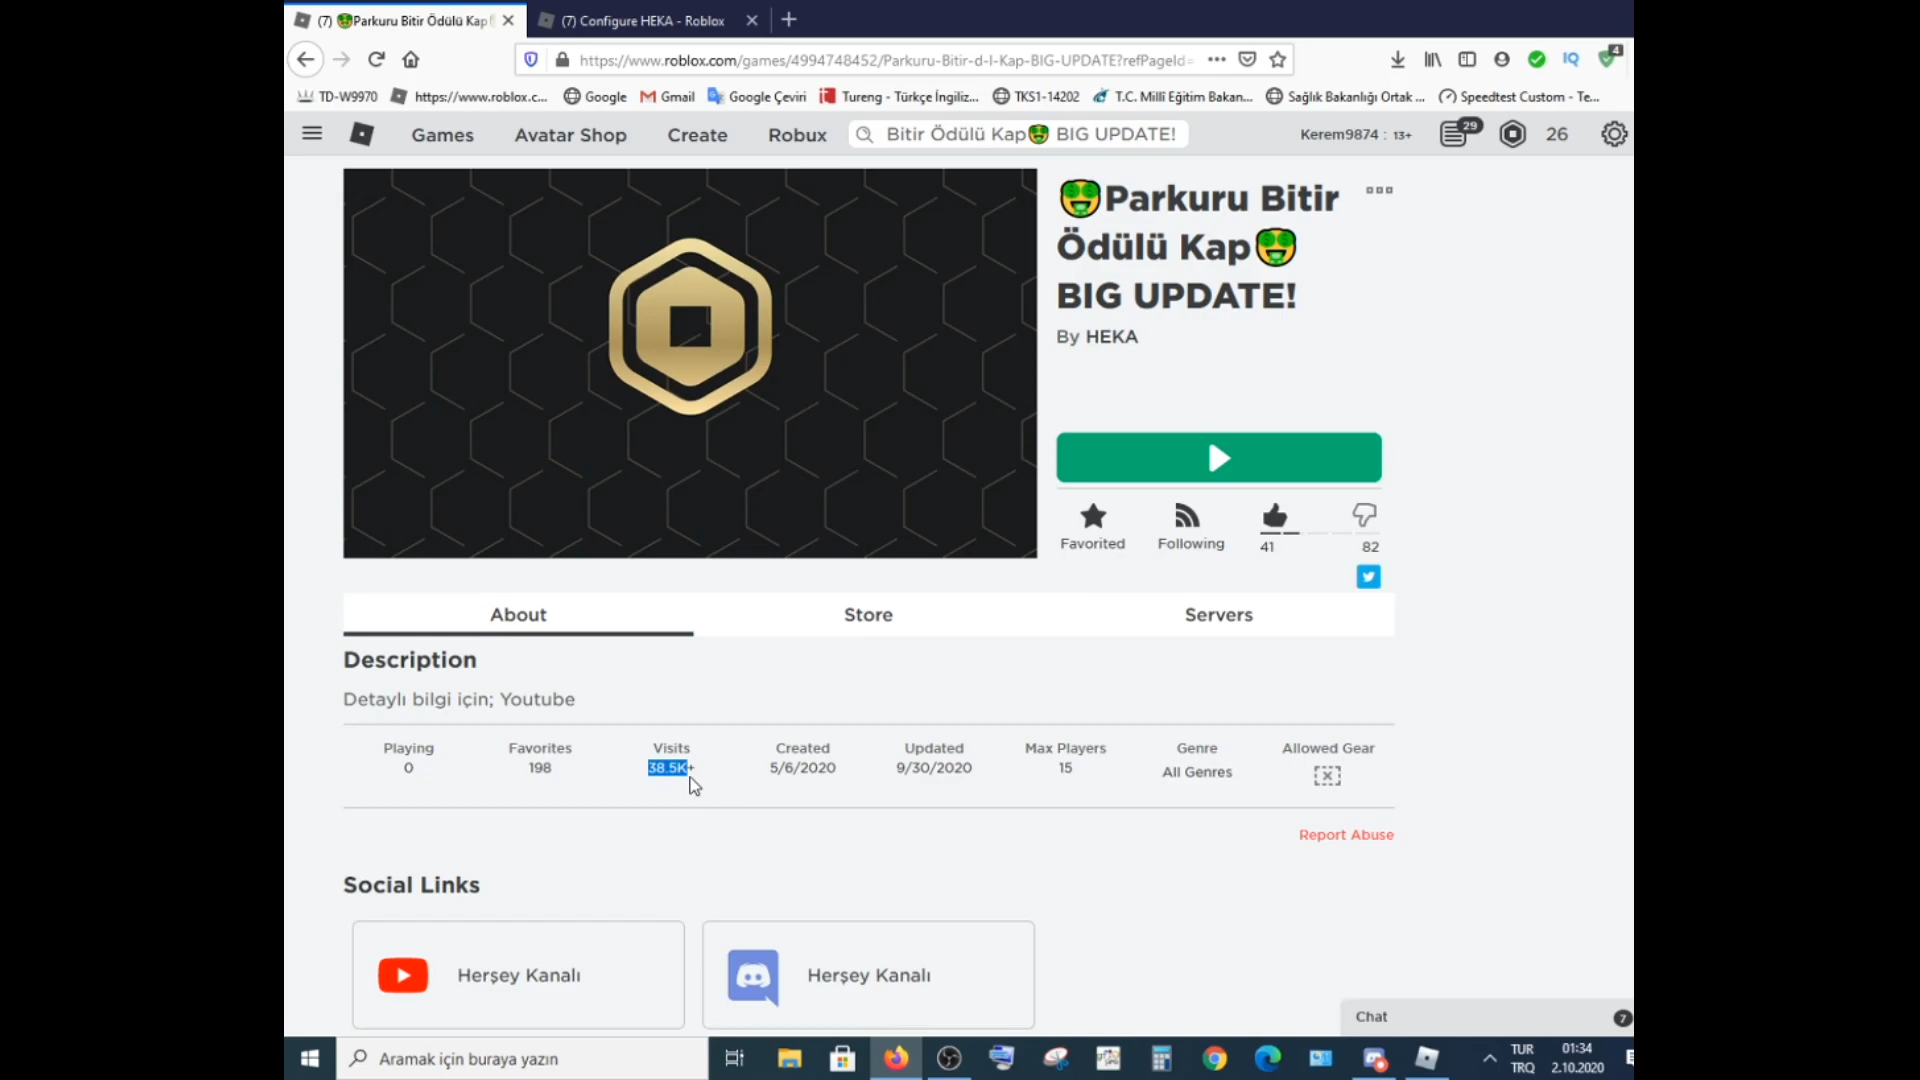 (7) 🤑Parkuru Bitir Ödülü Kap
(7) Configure HEKA - Roblox
https://www.roblox.com/games/4994748452/Parkuru-Bitir-d-l-Kap-BIG-UPDATE?refPageId=
IQ
4
TD-W9970
https://www.roblox.c...
Google
Gmail
Google Çeviri
Tureng - Türkçe İngiliz...
TKS1-14202
T.C. Millî Eğitim Bakan...
Sağlık Bakanlığı Ortak ...
Speedtest Custom - Te...
Games
Avatar Shop
Create
Robux
Bitir Ödülü Kap🤑 BIG UPDATE!
Kerem9874 : 13+
29
26
🤑Parkuru Bitir
Ödülü Kap🤑
BIG UPDATE!
By HEKA
Favorited
Following
41
82
About
Store
Servers
Description
Detaylı bilgi için; Youtube
Playing
Favorites
Visits
Created
Updated
Max Players
Genre
Allowed Gear
0
198
38.5K+
5/6/2020
9/30/2020
15
All Genres
Report Abuse
Social Links
Herşey Kanalı
Herşey Kanalı
Chat
7
Aramak için buraya yazın
TUR
TRQ
01:34
2.10.2020